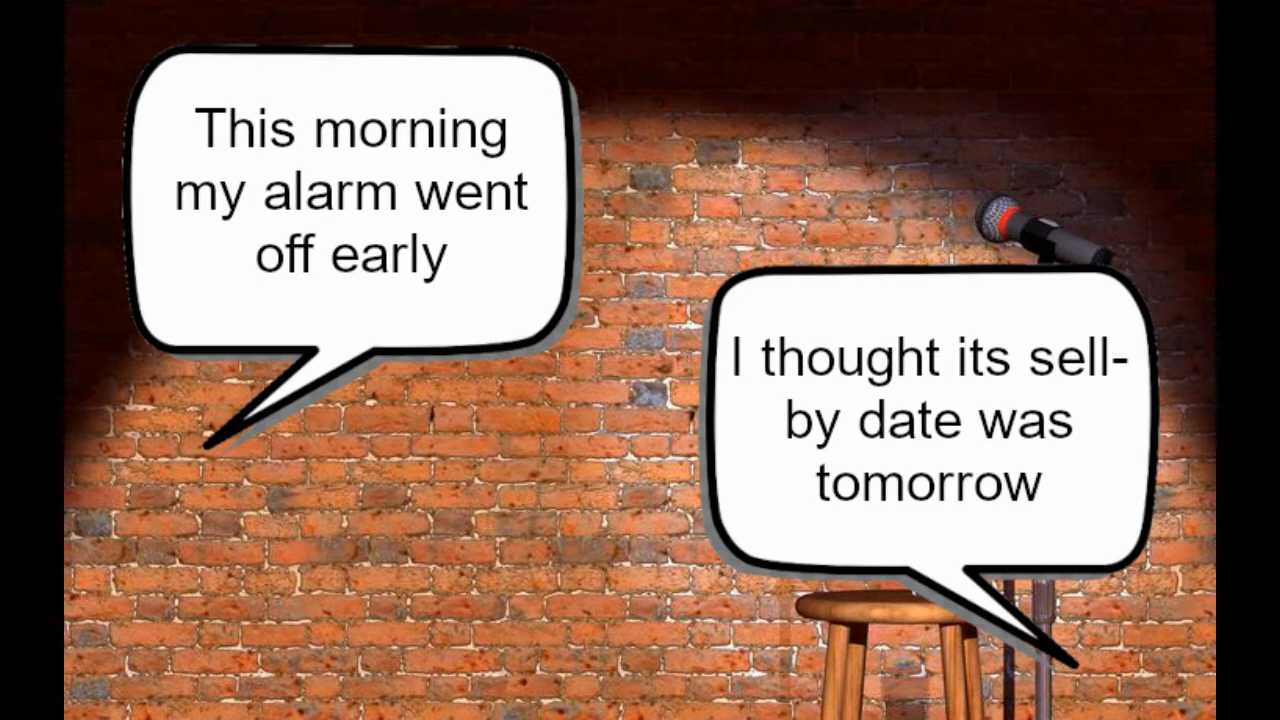 This morning
my alarm went
off early
I thought its sell-
by date was
tomorrow